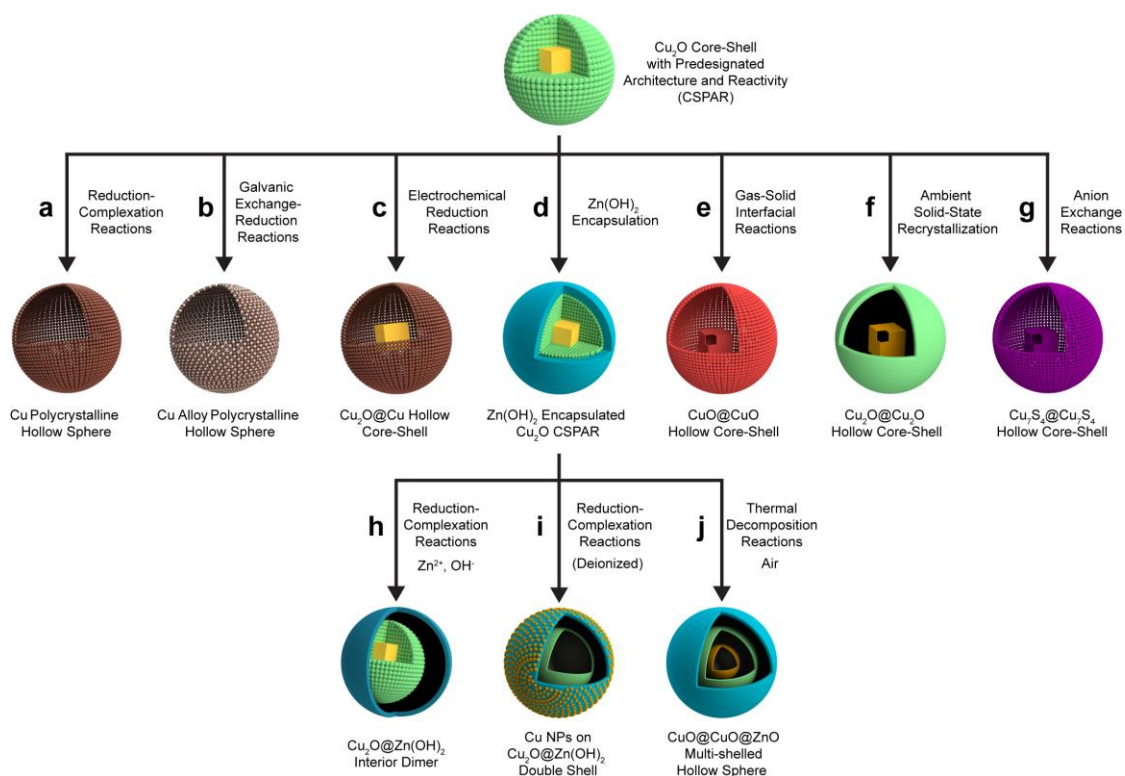 Cu₂O Core-Shell
with Predesignated
Architecture and Reactivity
(CSPAR)
a
Reduction-
Complexation
Reactions
b
Galvanic
Exchange-
Reduction
Reactions
c
Electrochemical
Reduction
Reactions
d
Zn(OH)₂
Encapsulation
e
Gas-Solid
Interfacial
Reactions
f
Ambient
Solid-State
Recrystallization
g
Anion
Exchange
Reactions
Cu Polycrystalline
Hollow Sphere
Cu Alloy Polycrystalline
Hollow Sphere
Cu₂O@Cu Hollow
Core-Shell
Zn(OH)₂ Encapsulated
Cu₂O CSPAR
CuO@CuO
Hollow Core-Shell
Cu₂O@Cu₂O
Hollow Core-Shell
Cu₇S₄@Cu₇S₄
Hollow Core-Shell
h
Reduction-
Complexation
Reactions
Zn²⁺, OH⁻
i
Reduction-
Complexation
Reactions
(Deionized)
j
Thermal
Decomposition
Reactions
Air
Cu₂O@Zn(OH)₂
Interior Dimer
Cu NPs on
Cu₂O@Zn(OH)₂
Double Shell
CuO@CuO@ZnO
Multi-shelled
Hollow Sphere